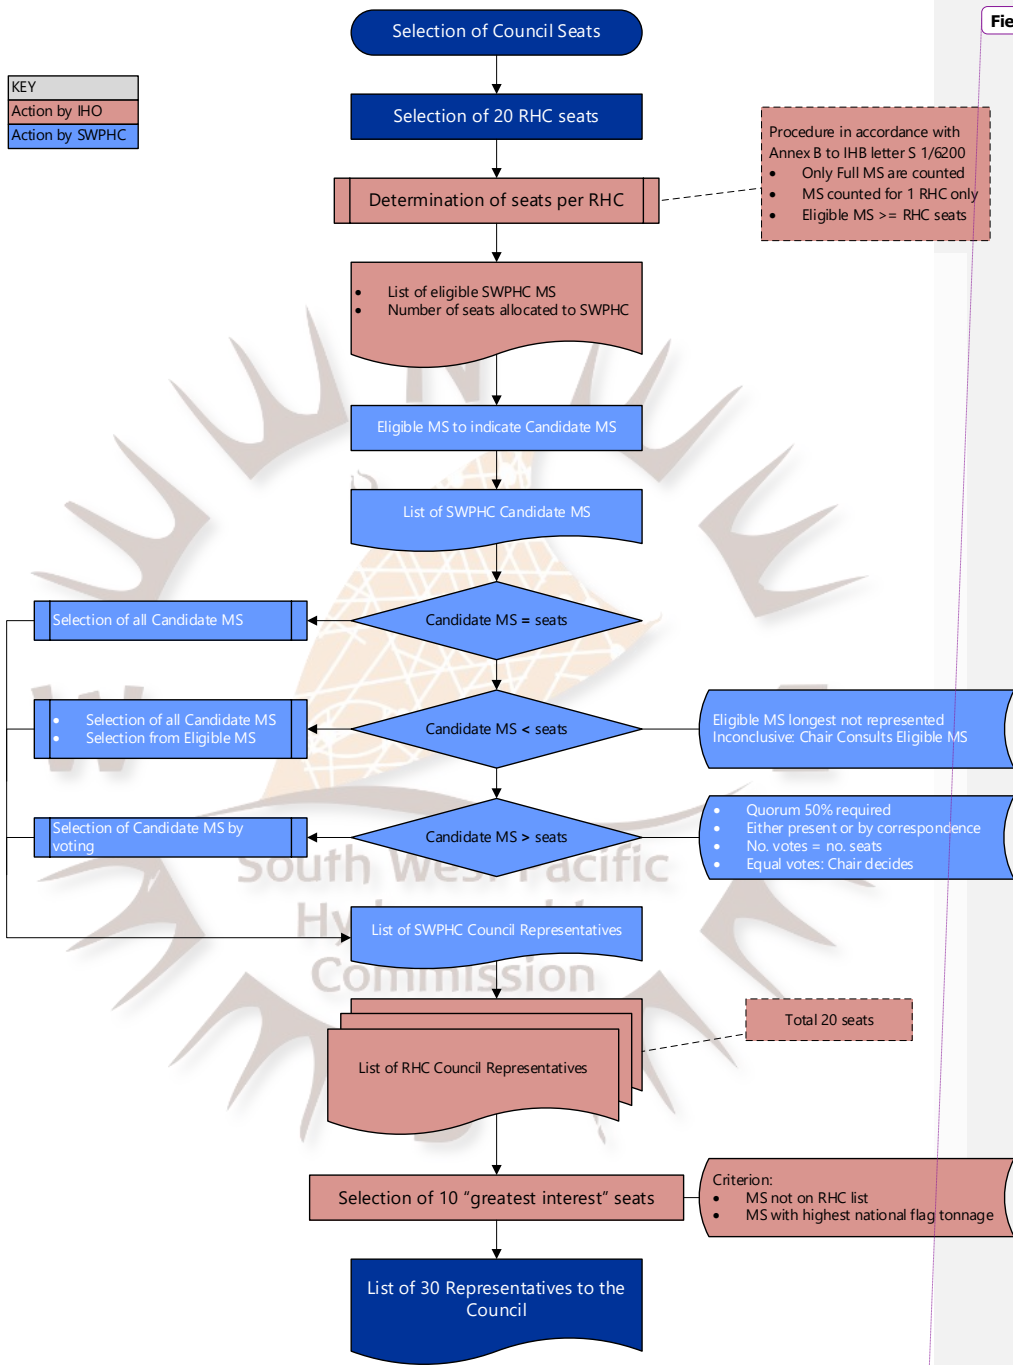 Selection of Council Seats
Fie
KEY
Action by IHO
Action by SWPHC
Selection of 20 RHC seats
Procedure in accordance with
Annex B to IHB letter S 1/6200
• Only Full MS are counted
• MS counted for 1 RHC only
• Eligible MS >= RHC seats
Determination of seats per RHC
• List of eligible SWPHC MS
• Number of seats allocated to SWPHC
Eligible MS to indicate Candidate MS
List of SWPHC Candidate MS
Selection of all Candidate MS
Candidate MS = seats
• Selection of all Candidate MS
• Selection from Eligible MS
Candidate MS < seats
Eligible MS longest not represented
Inconclusive: Chair Consults Eligible MS
Selection of Candidate MS by
voting
Candidate MS > seats
• Quorum 50% required
• Either present or by correspondence
• No. votes = no. seats
• Equal votes: Chair decides
South West Pacific
Commission
N
W
List of SWPHC Council Representatives
Total 20 seats
List of RHC Council Representatives
Selection of 10 “greatest interest” seats
Criterion:
• MS not on RHC list
• MS with highest national flag tonnage
List of 30 Representatives to the
Council